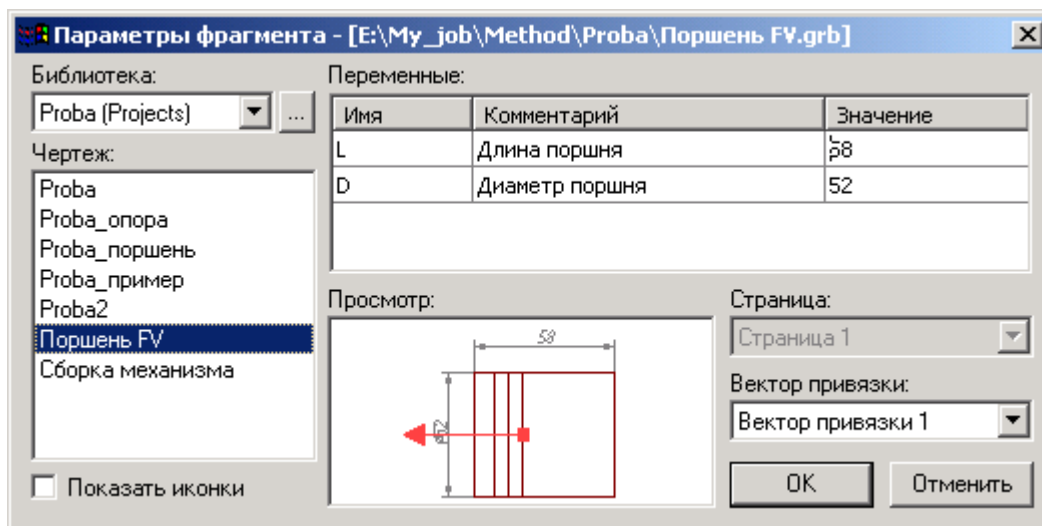 Параметры фрагмента - [E:\My_job\Method\Proba\Поршень FV.grb]
Библиотека:
Proba (Projects)
...
Чертеж:
Proba
Proba_опора
Proba_поршень
Proba_пример
Proba2
Поршень FV
Сборка механизма
Показать иконки
Переменные:
Имя Комментарий Значение
L Длина поршня 58
D Диаметр поршня 52
Просмотр:
58
Страница:
Страница 1
Вектор привязки:
Вектор привязки 1
OK Отменить